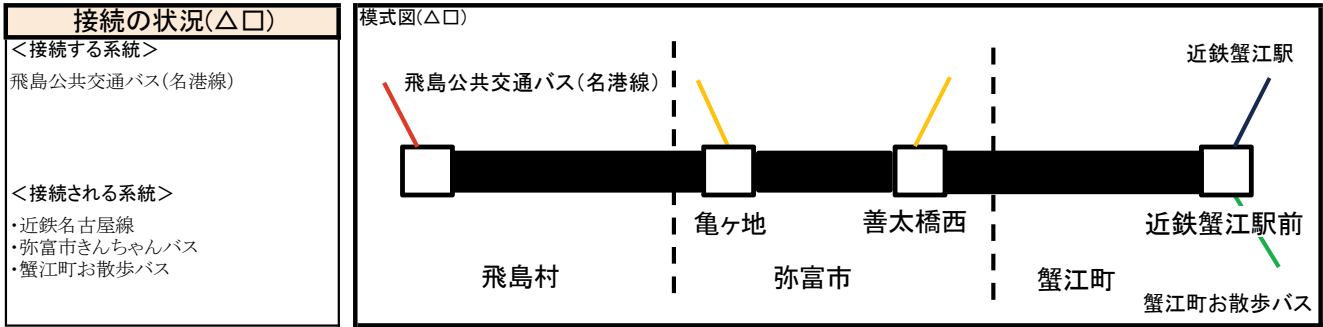 接続の状況(△□)
＜接続する系統＞
飛島公共交通バス(名港線)
＜接続される系統＞
・近鉄名古屋線
・弥富市きんちゃんバス
・蟹江町お散歩バス
模式図(△□)
近鉄蟹江駅
飛島公共交通バス(名港線)
亀ヶ地
善太橋西
近鉄蟹江駅前
飛島村
弥富市
蟹江町
蟹江町お散歩バス